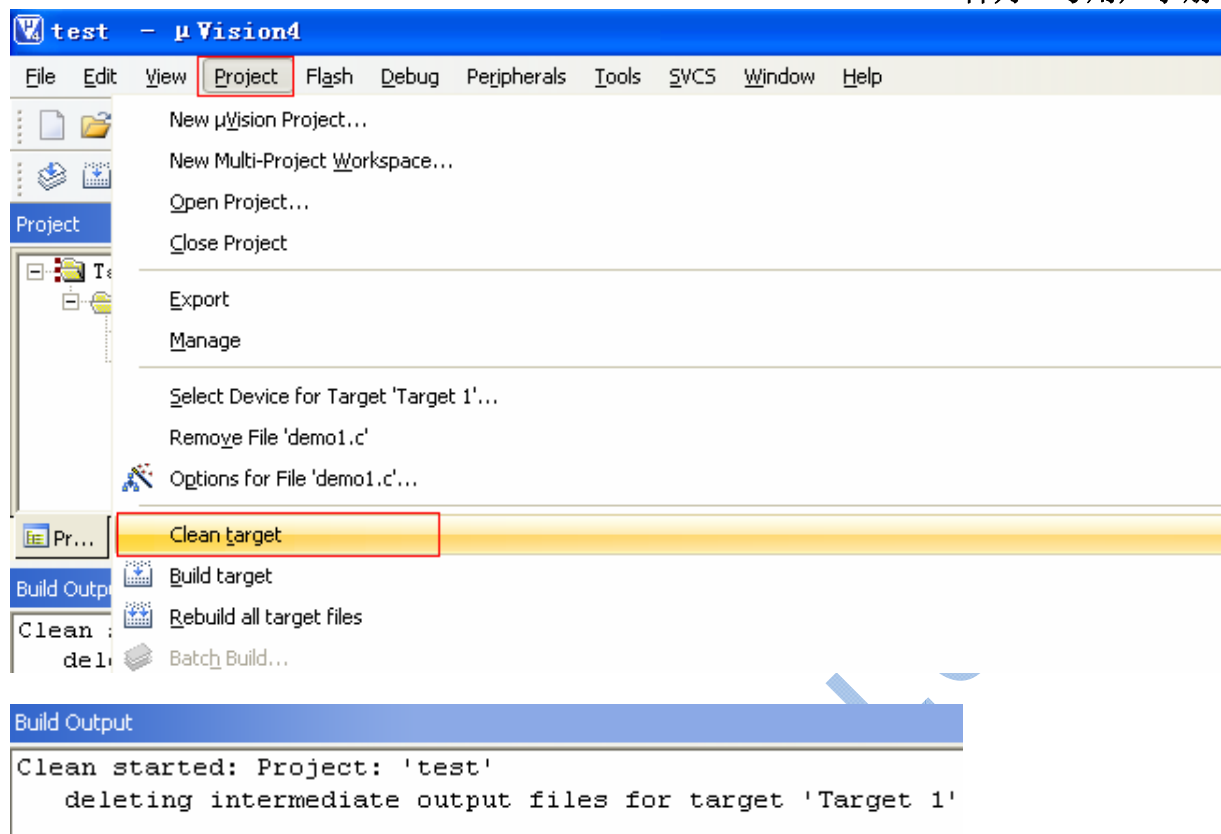 test - µVision4
File Edit View Project Flash Debug Peripherals Tools SVCS Window Help
New µVision Project...
New Multi-Project Workspace...
Open Project...
Close Project
Project
Export
Manage
Select Device for Target 'Target 1'...
Remove File 'demo1.c'
Options for File 'demo1.c'...
Pr...
Clean target
Build target
Rebuild all target files
Batch Build...
Build Outp
Clean
del
Build Output
Clean started: Project: 'test'
deleting intermediate output files for target 'Target 1'